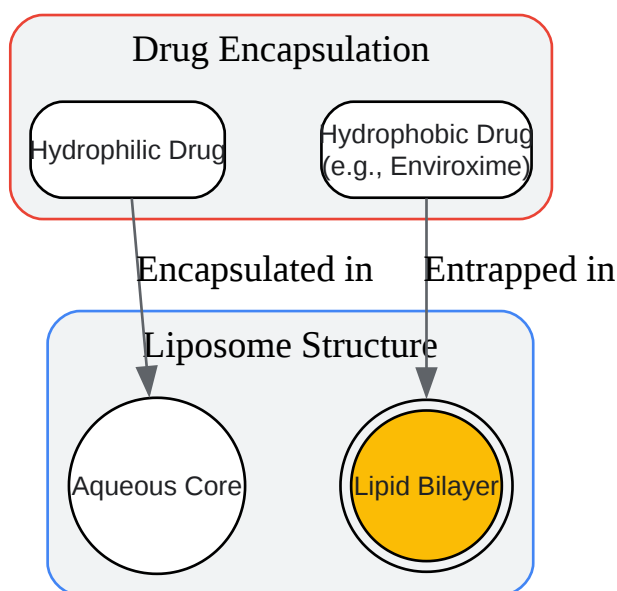 Drug Encapsulation
Hydrophilic Drug
Hydrophobic Drug
(e.g., Enviroxime)
Encapsulated in
Entrapped in
Liposome Structure
Aqueous Core
Lipid Bilayer